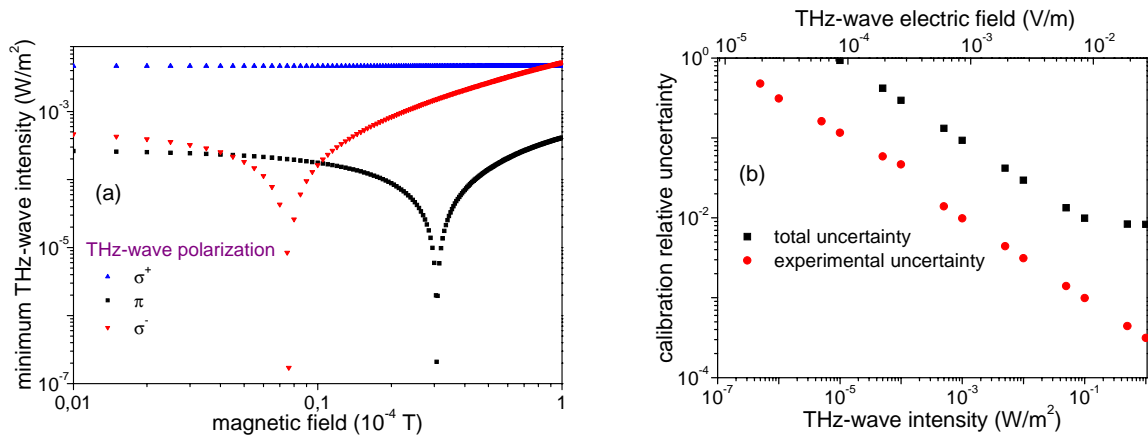 minimum THz-wave intensity (W/m²)
10⁻³
10⁻⁵
10⁻⁷
(a)
THz-wave polarization
σ⁺
π
σ⁻
0,01
0,1
1
magnetic field (10⁻⁴ T)
(b)
THz-wave electric field (V/m)
10⁻⁵
10⁻⁴
10⁻³
10⁻²
calibration relative uncertainty
10⁰
10⁻²
10⁻⁴
(b)
total uncertainty
experimental uncertainty
10⁻⁷
10⁻⁵
10⁻³
10⁻¹
THz-wave intensity (W/m²)